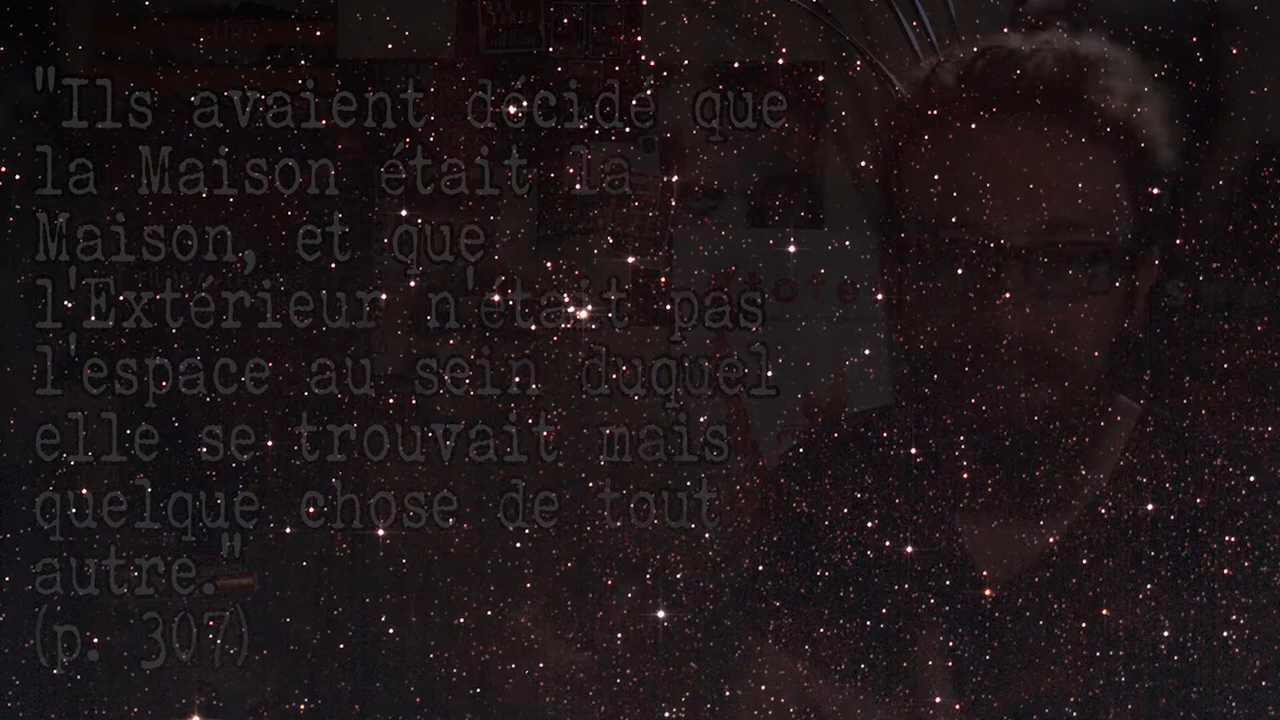 "Ils avaient décidé que
la Maison était la
Maison, et que
l'Extérieur n'était pas
l'espace au sein duquel
elle se trouvait mais
quelque chose de tout
autre."
(p. 307)